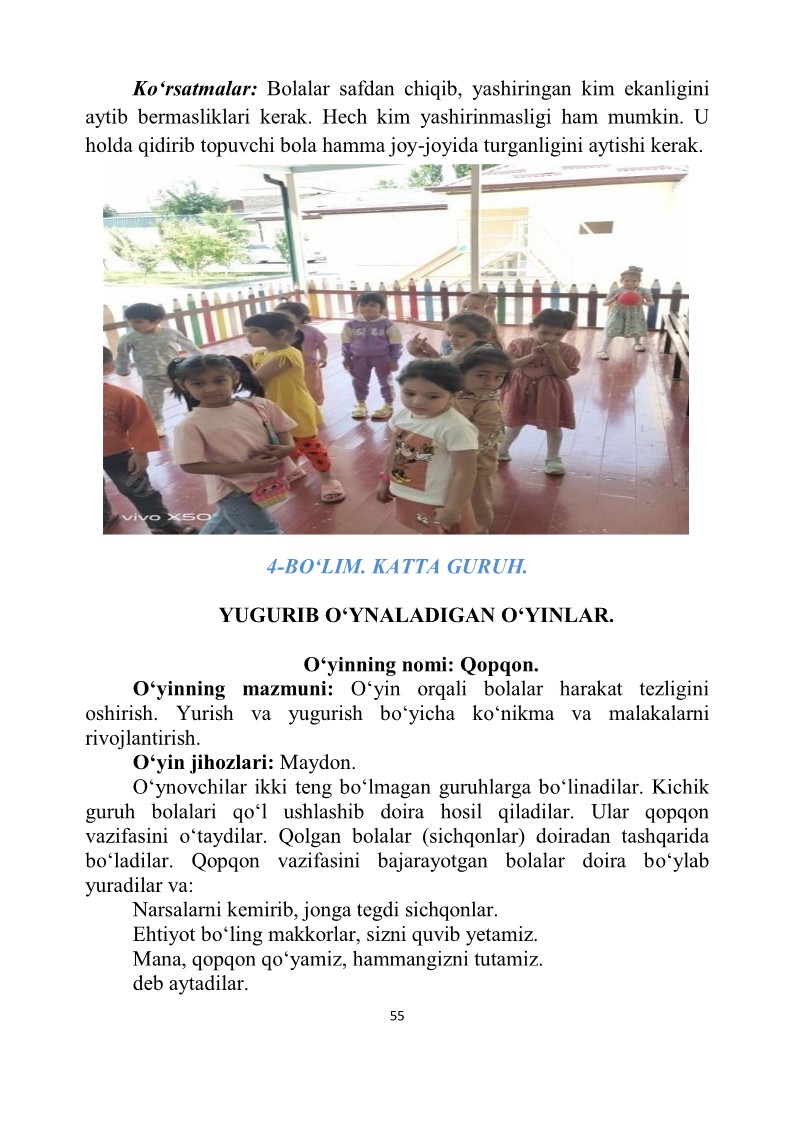 Ko‘rsatmalar: Bolalar safdan chiqib, yashiringan kim ekanligini
aytib bermasliklari kerak. Hech kim yashirinmasligi ham mumkin. U
holda qidirib topuvchi bola hamma joy-joyida turganligini aytishi kerak.
vivo X50
4-BO‘LIM. KATTA GURUH.
YUGURIB O‘YNALADIGAN O‘YINLAR.
O‘yinning nomi: Qopqon.
O‘yinning mazmuni: O‘yin orqali bolalar harakat tezligini
oshirish. Yurish va yugurish bo‘yicha ko‘nikma va malakalarni
rivojlantirish.
O‘yin jihozlari: Maydon.
O‘ynovchilar ikki teng bo‘lmagan guruhlarga bo‘linadilar. Kichik
guruh bolalari qo‘l ushlashib doira hosil qiladilar. Ular qopqon
vazifasini o‘taydilar. Qolgan bolalar (sichqonlar) doiradan tashqarida
bo‘ladilar. Qopqon vazifasini bajarayotgan bolalar doira bo‘ylab
yuradilar va:
Narsalarni kemirib, jonga tegdi sichqonlar.
Ehtiyot bo‘ling makkorlar, sizni quvib yetamiz.
Mana, qopqon qo‘yamiz, hammangizni tutamiz.
deb aytadilar.
55